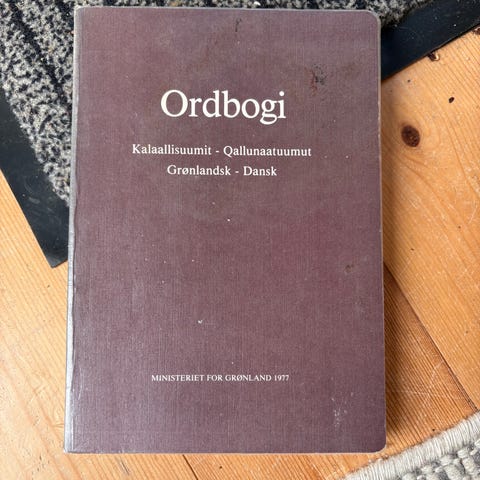 Ordbogi
Kalaallisuumit - Qallunaatuumut
Grønlandsk - Dansk
MINISTERIET FOR GRØNLAND 1977